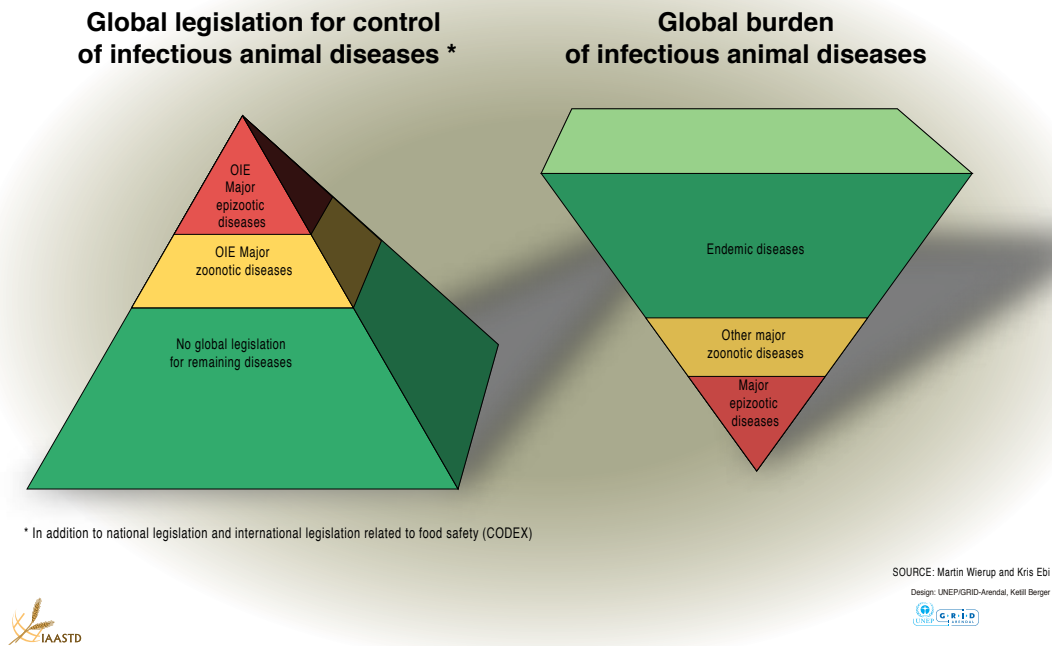 Global legislation for control
of infectious animal diseases *
Global burden
of infectious animal diseases
OIE
Major
epizootic
diseases
OIE Major
zoonotic diseases
No global legislation
for remaining diseases
Endemic diseases
Other major
zoonotic diseases
Major
epizootic
diseases
* In addition to national legislation and international legislation related to food safety (CODEX)
SOURCE: Martin Wierup and Kris Ebi
Design: UNEP/GRID-Arendal, Ketill Berger
UNEP
G R I D
ARENDAL
IAASTD